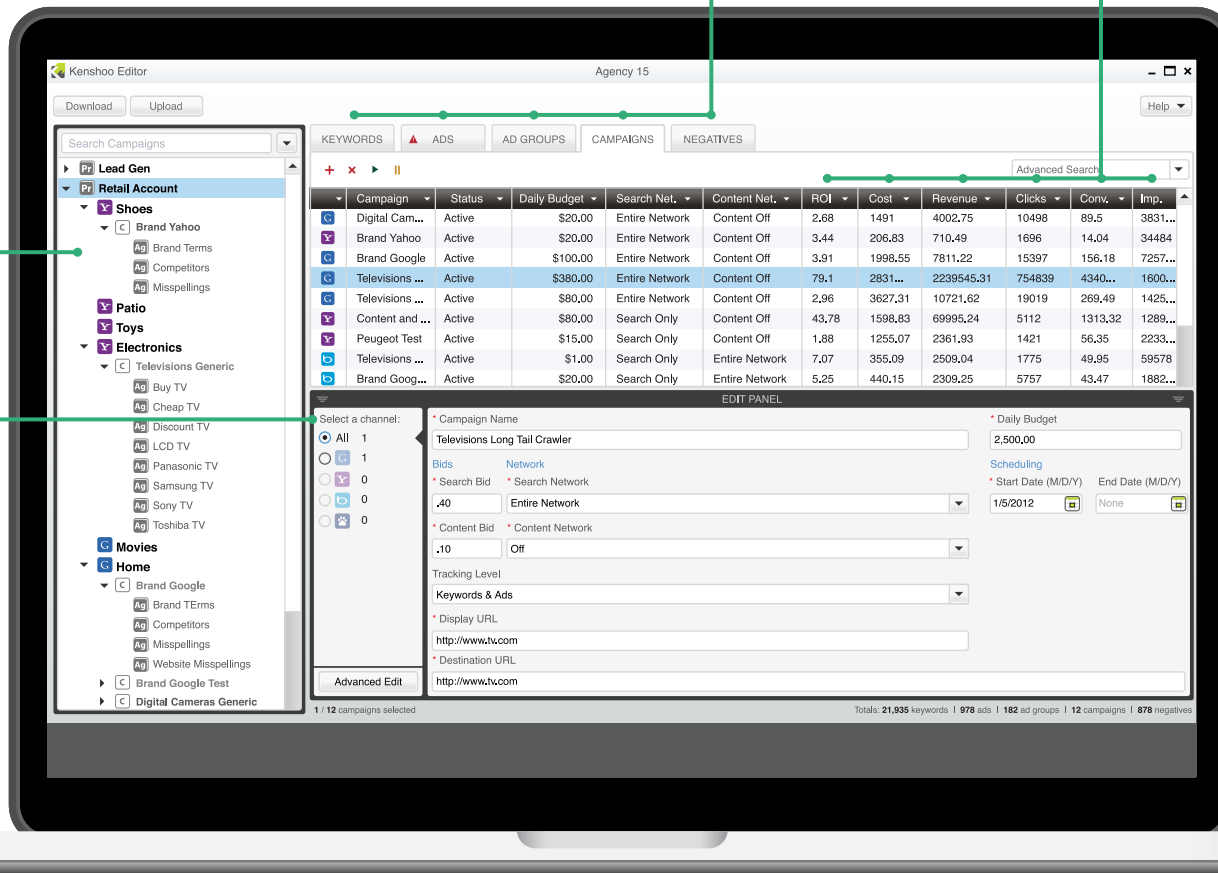 Kenshoo Editor
Agency 15
Download
Upload
Help
Search Campaigns
Pr Lead Gen
Pr Retail Account
Y Shoes
C Brand Yahoo
Ag Brand Terms
Ag Competitors
Ag Misspellings
Y Patio
Y Toys
Y Electronics
C Televisions Generic
Ag Buy TV
Ag Cheap TV
Ag Discount TV
Ag LCD TV
Ag Panasonic TV
Ag Samsung TV
Ag Sony TV
Ag Toshiba TV
G Movies
G Home
C Brand Google
Ag Brand TErms
Ag Competitors
Ag Misspellings
Ag Website Misspellings
C Brand Google Test
C Digital Cameras Generic
KEYWORDS ADS AD GROUPS CAMPAIGNS NEGATIVES
Advanced Search
Campaign Status Daily Budget Search Net. Content Net. ROI Cost Revenue Clicks Conv. Imp.
G Digital Cam... Active $20.00 Entire Network Content Off 2.68 1491 4002.75 10498 89.5 3831...
Y Brand Yahoo Active $20.00 Entire Network Content Off 3.44 206.83 710.49 1696 14.04 34484
G Brand Google Active $100.00 Entire Network Content Off 3.91 1998.55 7811.22 15397 156.18 7257...
G Televisions ... Active $380.00 Entire Network Content Off 79.1 2831... 2239545.31 754839 4340... 1600...
G Televisions ... Active $80.00 Entire Network Content Off 2.96 3627.31 10721.62 19019 269.49 1425...
Y Content and ... Active $80.00 Search Only Content Off 43.78 1598.83 69995.24 5112 1313.32 1289...
Y Peugeot Test Active $15.00 Search Only Content Off 1.88 1255.07 2361.93 1421 56.35 2233...
b Televisions ... Active $1.00 Search Only Entire Network 7.07 355.09 2509.04 1775 49.95 59578
b Brand Goog... Active $20.00 Search Only Entire Network 5.25 440.15 2309.25 5757 43.47 1882...
EDIT PANEL
Select a channel:
All 1
G 1
Y 0
b 0
0
Advanced Edit
* Campaign Name
Televisions Long Tail Crawler
* Daily Budget
2,500.00
Bids Network
* Search Bid * Search Network
.40 Entire Network
* Content Bid * Content Network
.10 Off
Scheduling
* Start Date (M/D/Y) End Date (M/D/Y)
1/5/2012 None
Tracking Level
Keywords & Ads
* Display URL
http://www.tv.com
* Destination URL
http://www.tv.com
1 / 12 campaigns selected
Totals: 21,935 keywords | 978 ads | 182 ad groups | 12 campaigns | 878 negatives